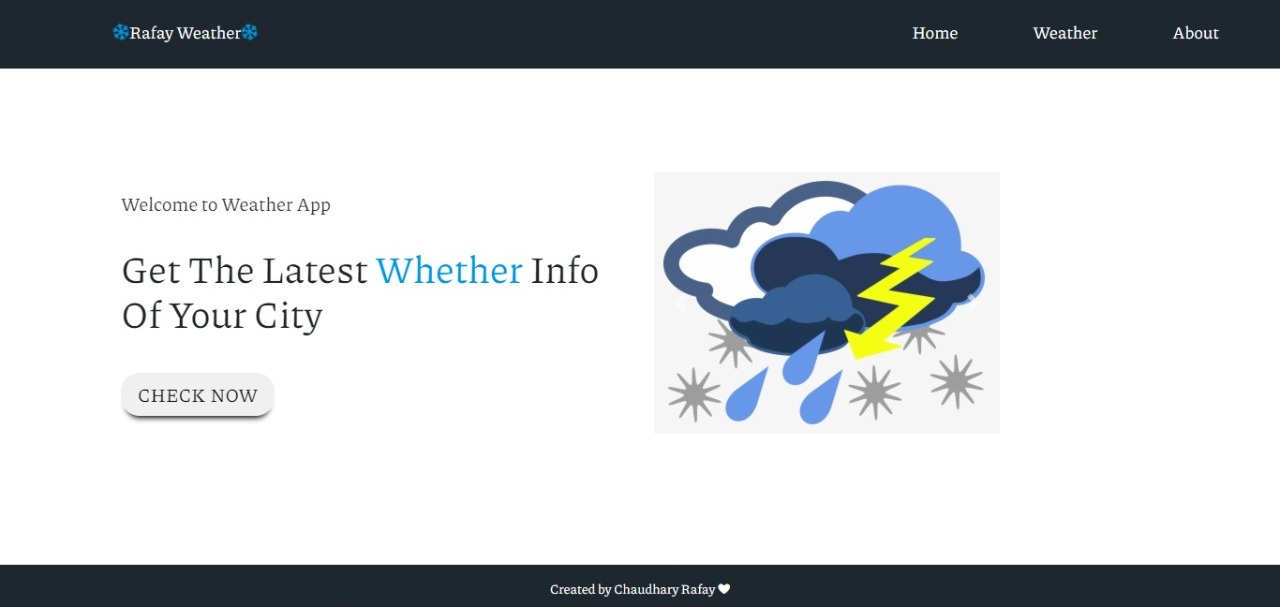 ❄Rafay Weather❄ Home Weather About
Welcome to Weather App
Get The Latest Whether Info
Of Your City
CHECK NOW
Created by Chaudhary Rafay ❤